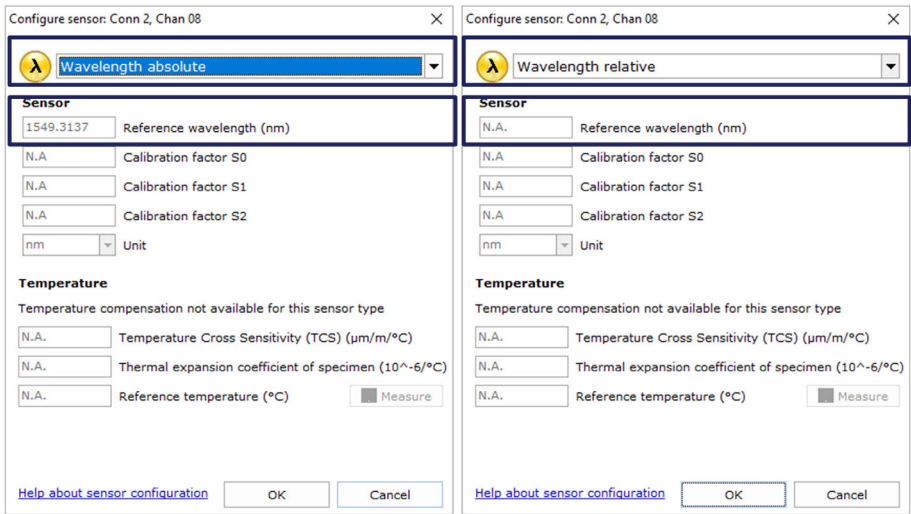 Configure sensor: Conn 2, Chan 08
λ Wavelength absolute
Sensor
1549.3137 Reference wavelength (nm)
N.A Calibration factor S0
N.A Calibration factor S1
N.A Calibration factor S2
nm Unit
Temperature
Temperature compensation not available for this sensor type
N.A. Temperature Cross Sensitivity (TCS) (µm/m/°C)
N.A. Thermal expansion coefficient of specimen (10^-6/°C)
N.A. Reference temperature (°C) Measure
Help about sensor configuration OK Cancel
Configure sensor: Conn 2, Chan 08
λ Wavelength relative
Sensor
N.A. Reference wavelength (nm)
N.A Calibration factor S0
N.A Calibration factor S1
N.A Calibration factor S2
nm Unit
Temperature
Temperature compensation not available for this sensor type
N.A. Temperature Cross Sensitivity (TCS) (µm/m/°C)
N.A. Thermal expansion coefficient of specimen (10^-6/°C)
N.A. Reference temperature (°C) Measure
Help about sensor configuration OK Cancel